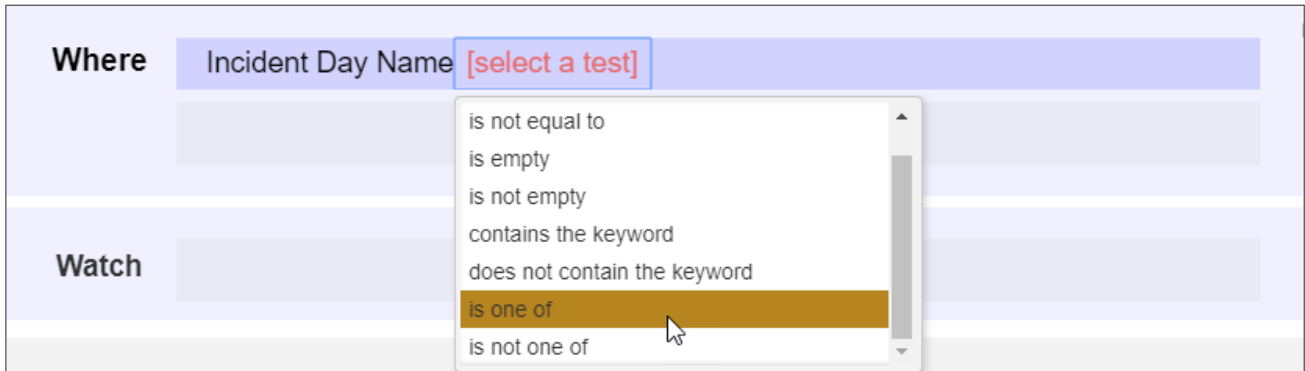 Where Incident Day Name [select a test]
is not equal to
is empty
is not empty
contains the keyword
does not contain the keyword
Watch
is one of
is not one of